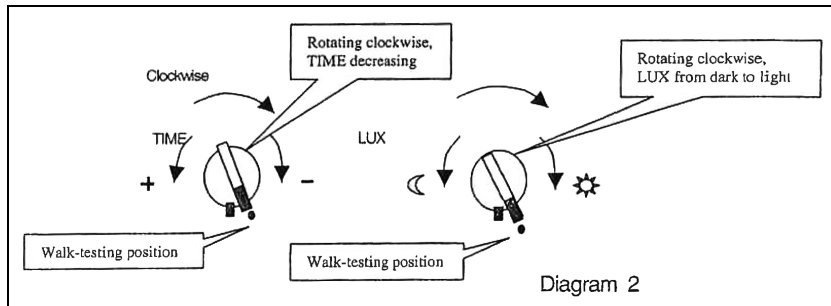 Rotating clockwise,
TIME decreasing
Rotating clockwise,
LUX from dark to light
Clockwise
TIME
LUX
+
-
Walk-testing position
Walk-testing position
Diagram 2